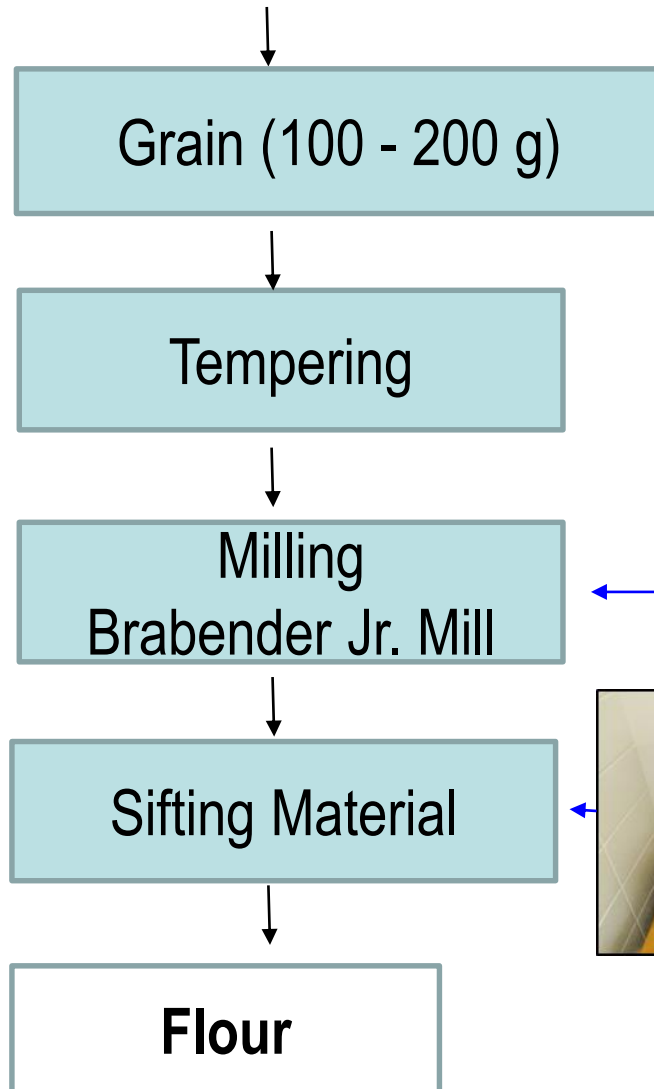 Grain (100 - 200 g)
Tempering
Milling
Brabender Jr. Mill
Sifting Material
Flour